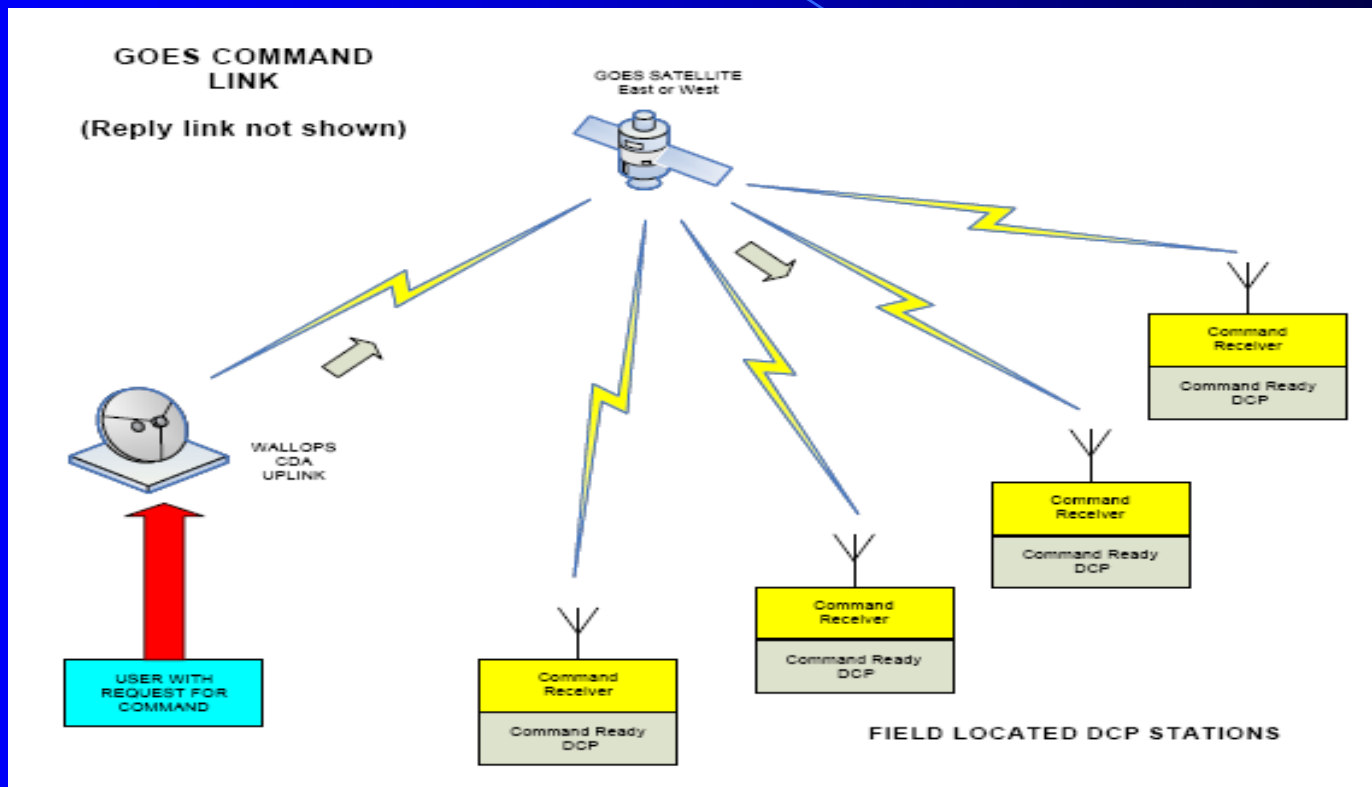 GOES COMMAND
LINK
(Reply link not shown)
GOES SATELLITE
East or West
WALLOPS
CDA
UPLINK
USER WITH
REQUEST FOR
COMMAND
Command
Receiver
Command Ready
DCP
Command
Receiver
Command Ready
DCP
Command
Receiver
Command Ready
DCP
Command
Receiver
Command Ready
DCP
FIELD LOCATED DCP STATIONS